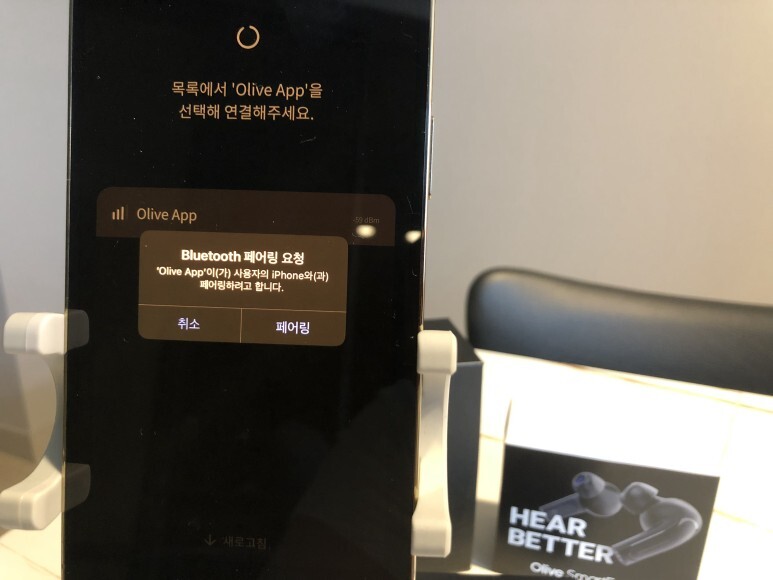 목록에서 'Olive App'을
선택해 연결해주세요.
Olive App
Bluetooth 페어링 요청
'Olive App'이(가) 사용자의 iPhone와(과)
페어링하려고 합니다.
취소
페어링
새로고침
HEAR
BETTER
Olive